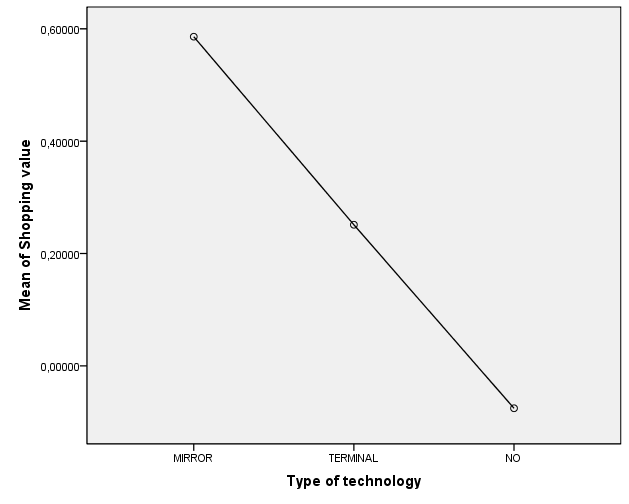 0,60000
0,40000
0,20000
0,00000
Mean of Shopping value
MIRROR
TERMINAL
NO
Type of technology